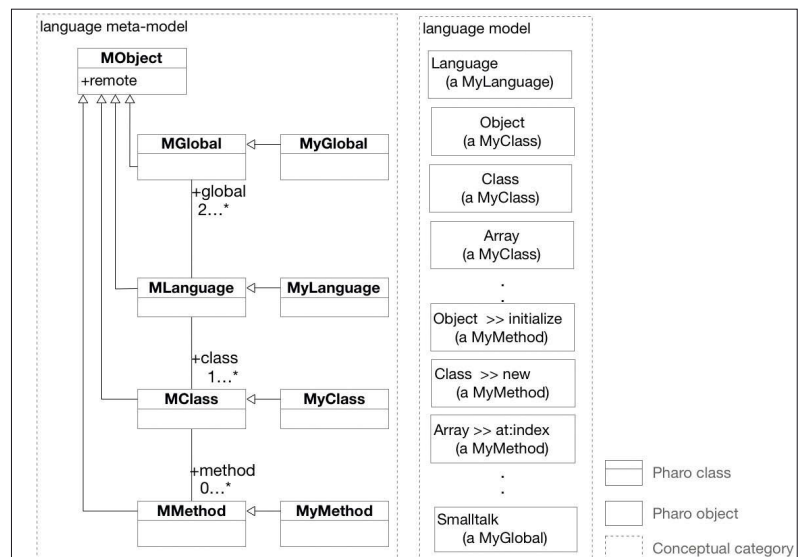 language meta-model
MObject
+remote
MGlobal
MyGlobal
+global
2...*
MLanguage
MyLanguage
+class
1...*
MClass
MyClass
+method
0...*
MMethod
MyMethod
language model
Language
(a MyLanguage)
Object
(a MyClass)
Class
(a MyClass)
Array
(a MyClass)
.
.
Object >> initialize
(a MyMethod)
Class >> new
(a MyMethod)
Array >> at:index
(a MyMethod)
.
.
Smalltalk
(a MyGlobal)
Pharo class
Pharo object
Conceptual category